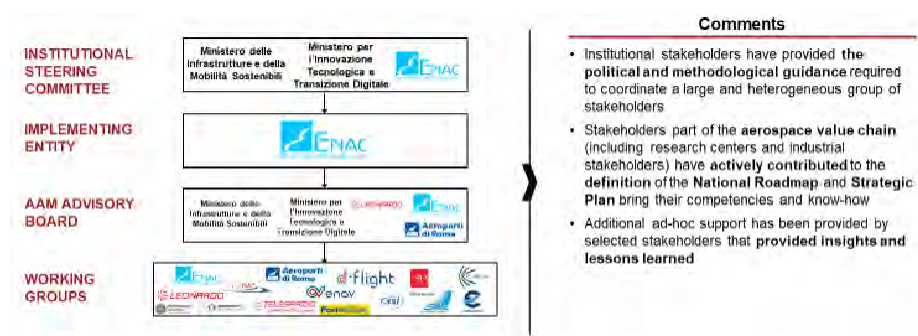 INSTITUTIONAL
STEERING
COMMITTEE
Ministero delle
Infrastrutture e della
Mobilità Sostenibili
Ministero per
l'Innovazione
Tecnologica e
Transizione Digitale
ENAC
IMPLEMENTING
ENTITY
ENAC
AAM ADVISORY
BOARD
Ministero delle
Infrastrutture e della
Mobilità Sostenibili
Ministero per
l'Innovazione
Tecnologica e
Transizione Digitale
LEONARDO
ENAC
Aeroporti
di Roma
WORKING
GROUPS
ENAC
Aeroporti
di Roma
d-flight
LEONARDO
enav
TELESPAZIO
Poste
Comments
• Institutional stakeholders have provided the
political and methodological guidance required
to coordinate a large and heterogeneous group of
stakeholders
• Stakeholders part of the aerospace value chain
(including research centers and industrial
stakeholders) have actively contributed to the
definition of the National Roadmap and Strategic
Plan bring their competencies and know-how
• Additional ad-hoc support has been provided by
selected stakeholders that provided insights and
lessons learned